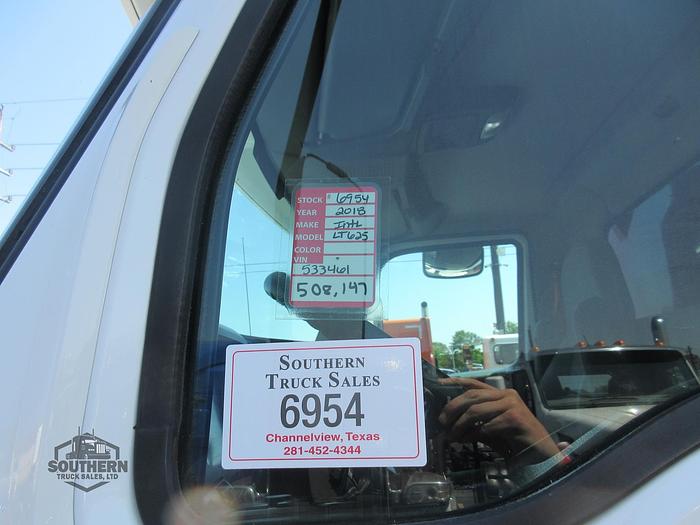 STOCK # 6954
YEAR 2018
MAKE Intl
MODEL LT625
COLOR
VIN
533461
508,147
SOUTHERN
TRUCK SALES
6954
Channelview, Texas
281-452-4344
SOUTHERN
TRUCK SALES, LTD